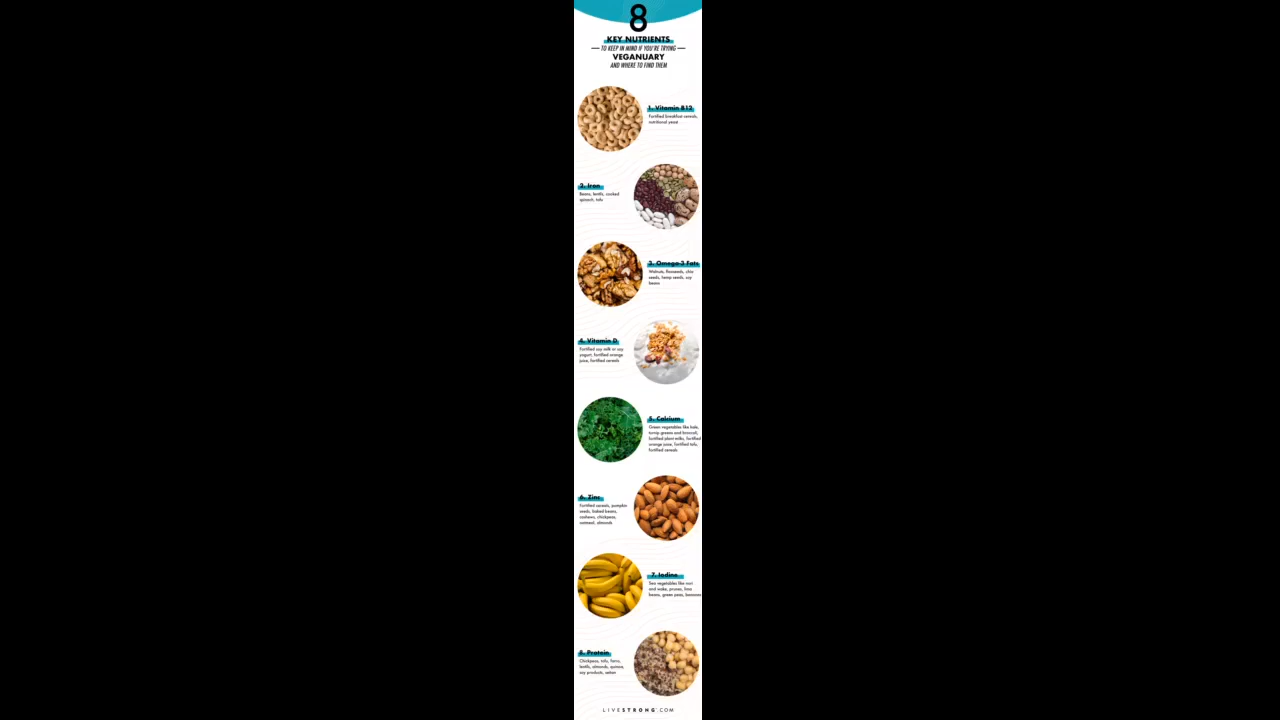 8
KEY NUTRIENTS
TO KEEP IN MIND IF YOU'RE TRYING
VEGANUARY
AND WHERE TO FIND THEM
1. Vitamin B12
Fortified breakfast cereals,
nutritional yeast
2. Iron
Beans, lentils, cooked
spinach, tofu
3. Omega-3 Fats
Walnuts, flaxseeds, chia
seeds, hemp seeds, soy
beans
4. Vitamin D
Fortified soy milk or soy
yogurt, fortified orange
juice, fortified cereals
5. Calcium
Green vegetables like kale,
turnip greens and broccoli,
fortified plant milks, fortified
orange juice, fortified tofu,
fortified cereals
6. Zinc
Fortified cereals, pumpkin
seeds, baked beans,
cashews, chickpeas,
oatmeal, almonds
7. Iodine
Sea vegetables like nori
and wake, prunes, lima
beans, green peas, bananas
8. Protein
Chickpeas, tofu, farro,
lentils, almonds, quinoa,
soy products, seitan
LIVESTRONG.COM